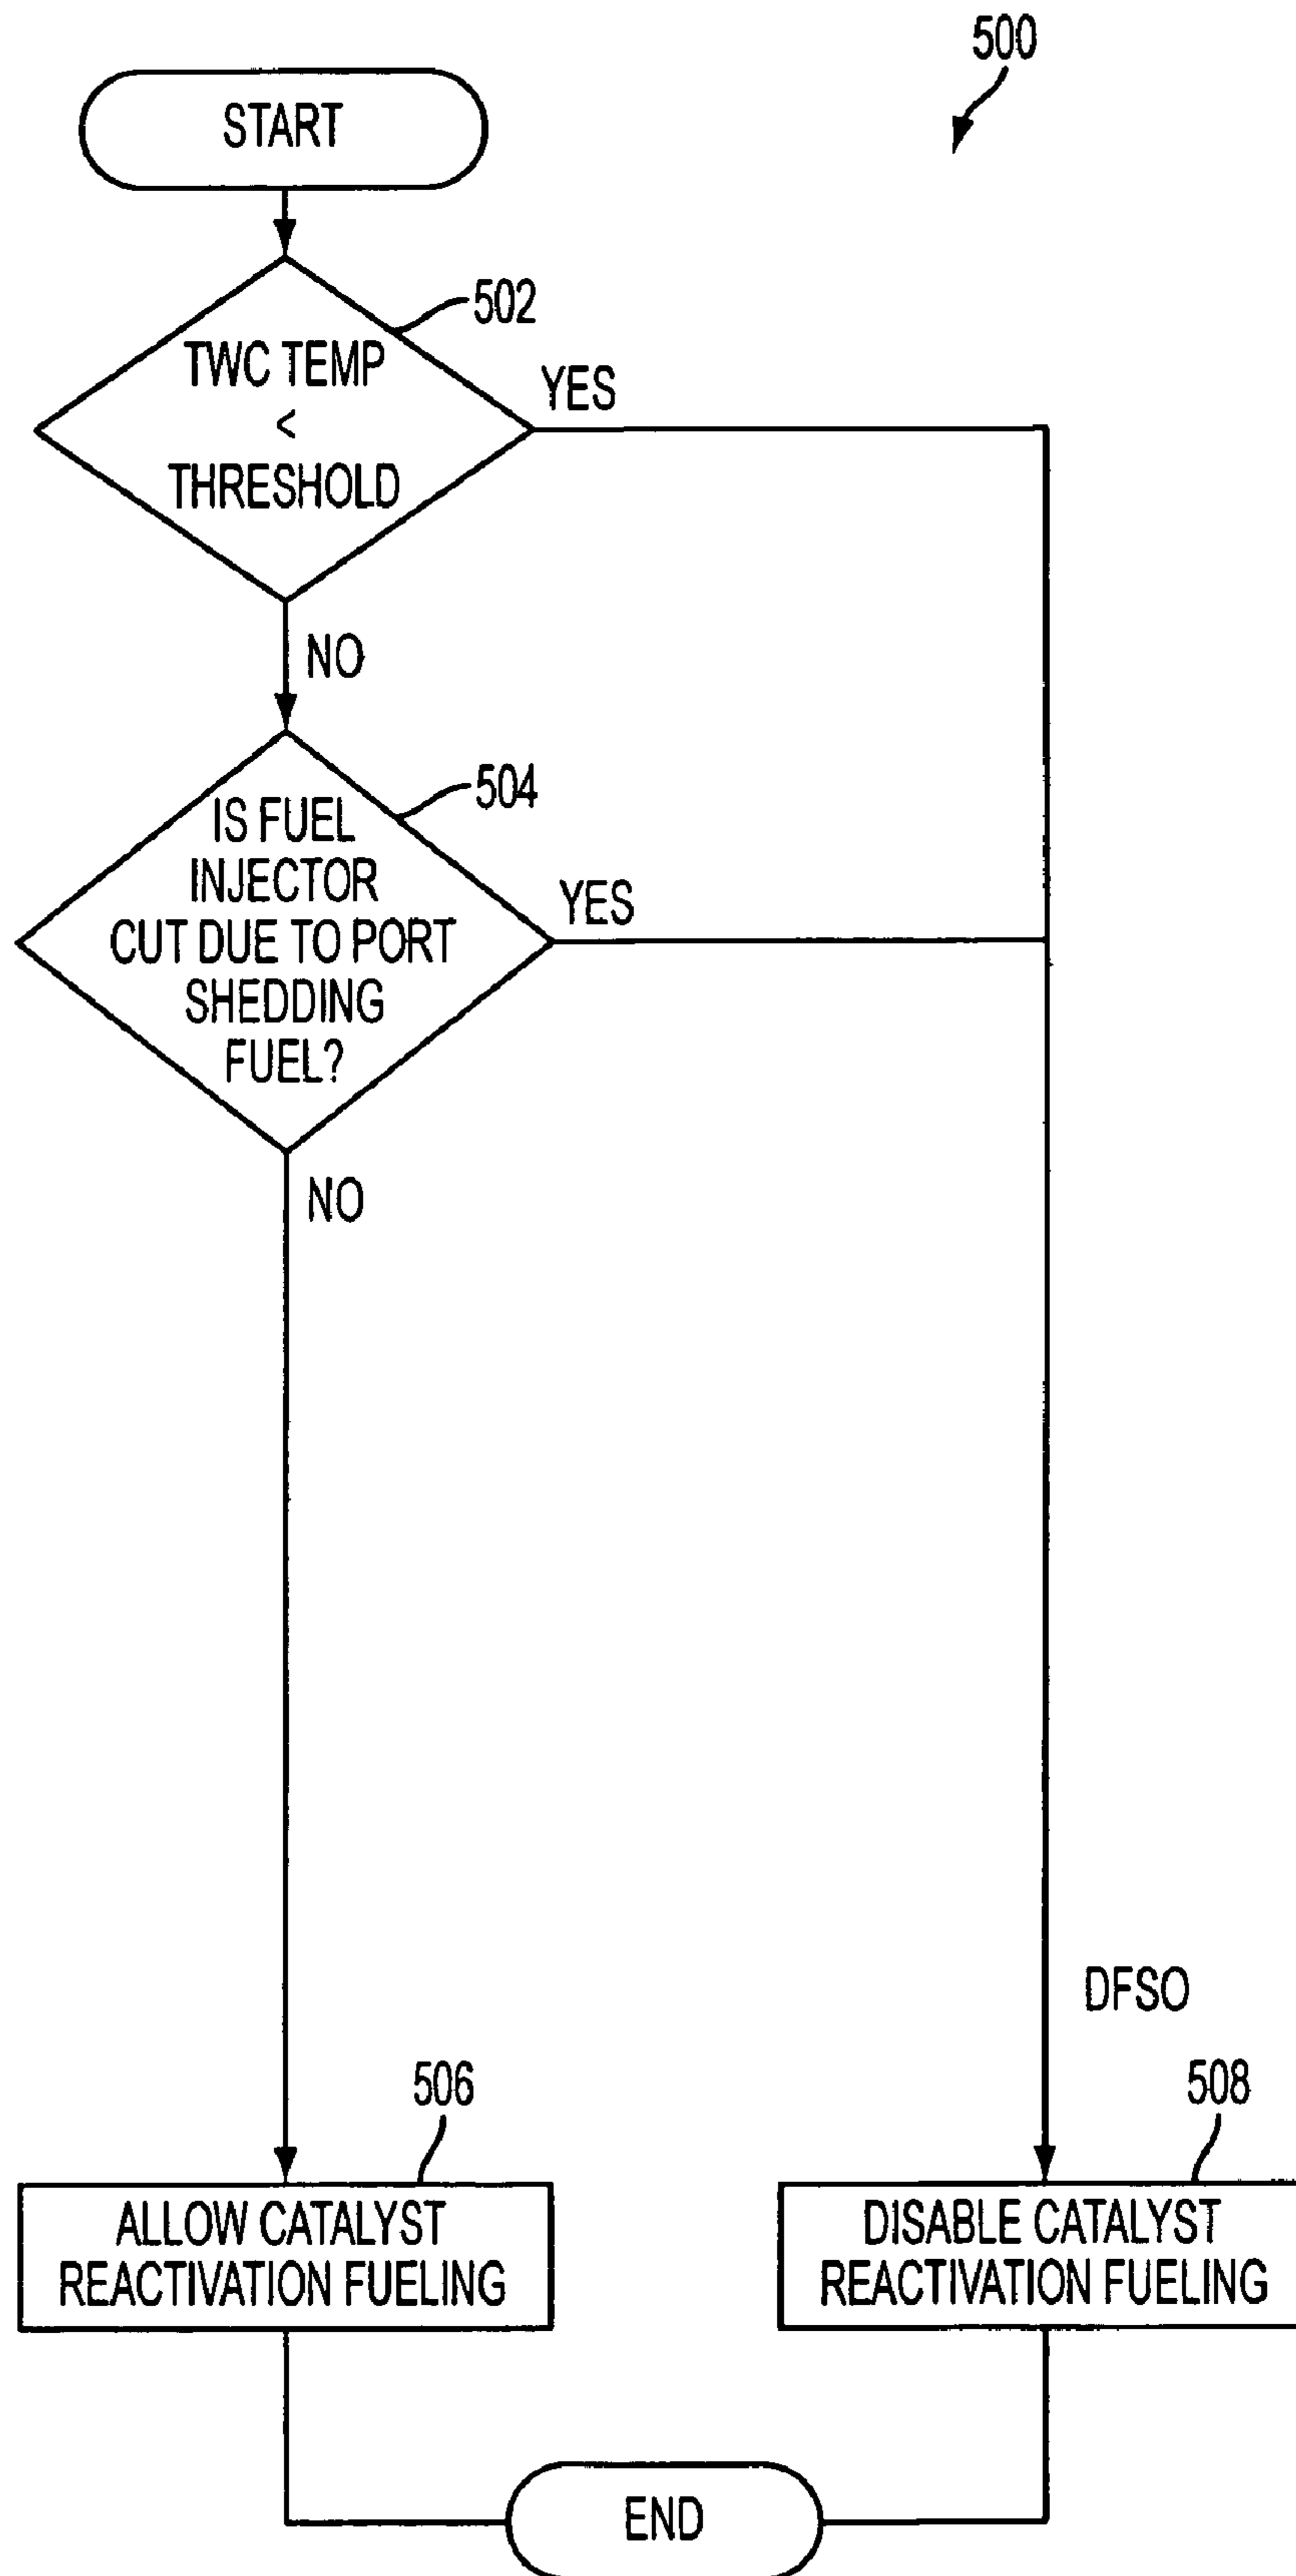 500
START
502
TWC TEMP
<
THRESHOLD
YES
NO
504
IS FUEL
INJECTOR
CUT DUE TO PORT
SHEDDING
FUEL?
YES
NO
DFSO
506
ALLOW CATALYST
REACTIVATION FUELING
508
DISABLE CATALYST
REACTIVATION FUELING
END